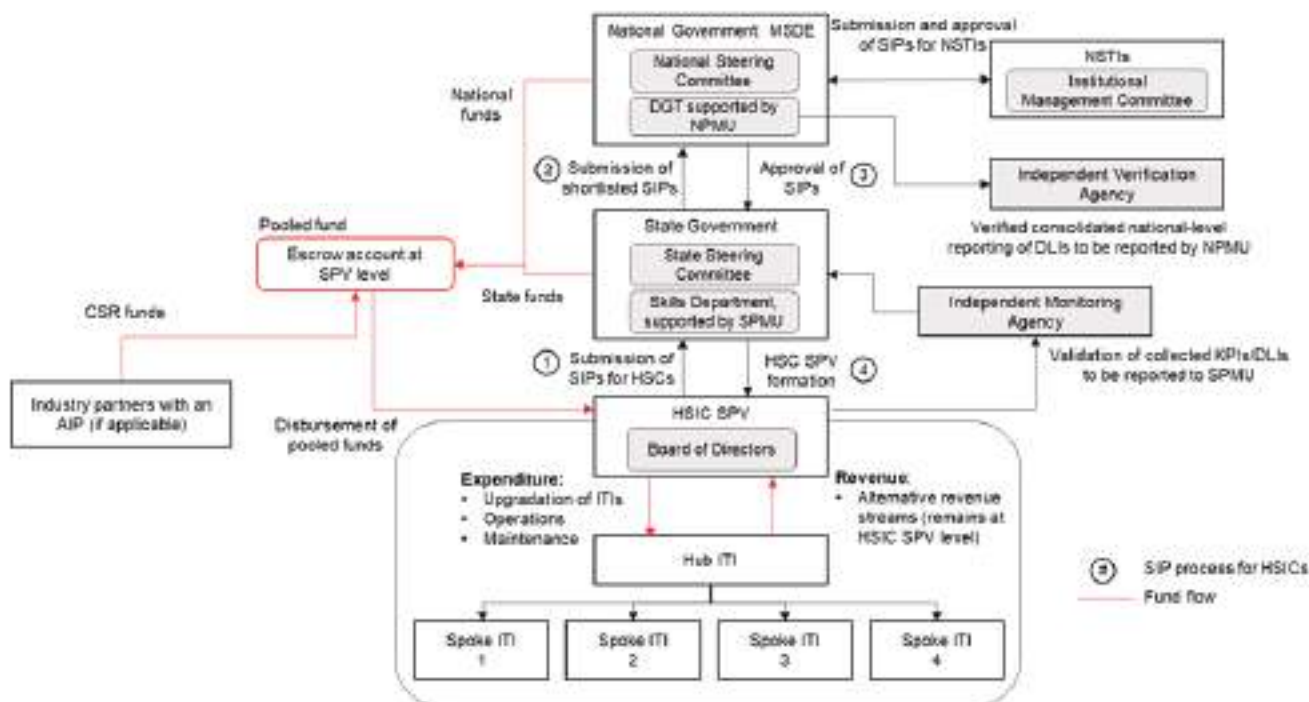 National Government MSDE
National Steering
Committee
DGT supported by
NPMU
Submission and approval
of SIPs for NSTIs
NSTIs
Institutional
Management Committee
National
funds
2
Submission of
shortlisted SIPs
Approval of
SIPs
3
Independent Verification
Agency
Verified consolidated national-level
reporting of DLIs to be reported by NPMU
Pooled fund
Escrow account at
SPV level
State Government
State Steering
Committee
Skills Department,
supported by SPMU
State funds
CSR funds
Independent Monitoring
Agency
Validation of collected KPIs/DLIs
to be reported to SPMU
1
Submission of
SIPs for HSCs
HSC SPV
formation
4
Industry partners with an
AIP (if applicable)
Disbursement of
pooled funds
HSIC SPV
Board of Directors
Expenditure:
• Upgradation of ITIs
• Operations
• Maintenance
Revenue:
• Alternative revenue
streams (remains at
HSIC SPV level)
Hub ITI
Spoke ITI
1
Spoke ITI
2
Spoke ITI
3
Spoke ITI
4
# SIP process for HSICs
Fund flow